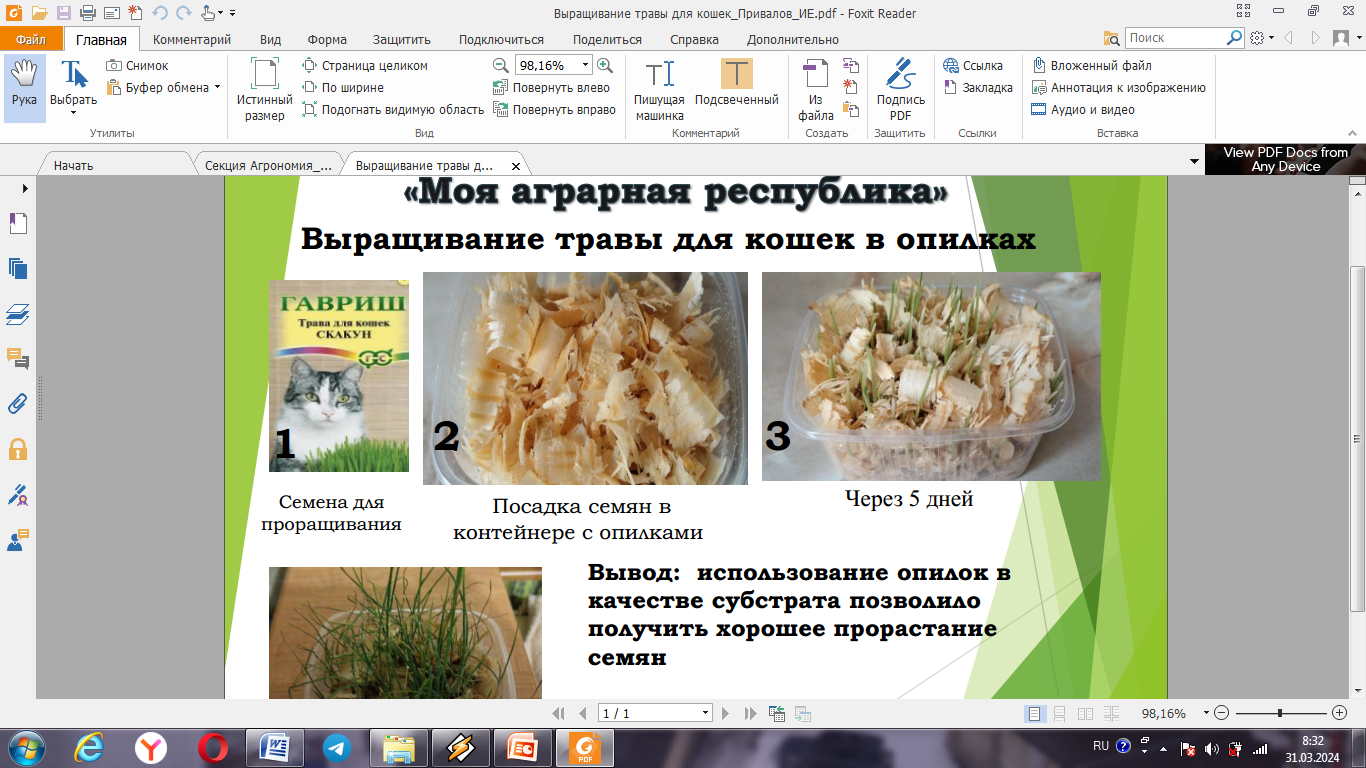 Выращивание травы для кошек_Привалов_ИЕ.pdf - Foxit Reader
Файл
Главная
Комментарий
Вид
Форма
Защитить
Подключиться
Поделиться
Справка
Дополнительно
Поиск
Рука
Выбрать
Снимок
Буфер обмена
Утилиты
Истинный
размер
Страница целиком
По ширине
Подогнать видимую область
98,16%
Повернуть влево
Повернуть вправо
Вид
Пишущая
машинка
Подсвеченный
Комментарий
Из
файла
Создать
Подпись
PDF
Защитить
Ссылка
Закладка
Ссылки
Вложенный файл
Аннотация к изображению
Аудио и видео
Вставка
Начать
Секция Агрономия_...
Выращивание травы д...
View PDF Docs from
Any Device
«Моя аграрная республика»
Выращивание травы для кошек в опилках
ГАВРИШ
Трава для кошек
СКАКУН
1
2
3
Семена для
проращивания
Посадка семян в
контейнере с опилками
Через 5 дней
Вывод: использование опилок в
качестве субстрата позволило
получить хорошее прорастание
семян
1 / 1
98,16%
PDF
RU
8:32
31.03.2024